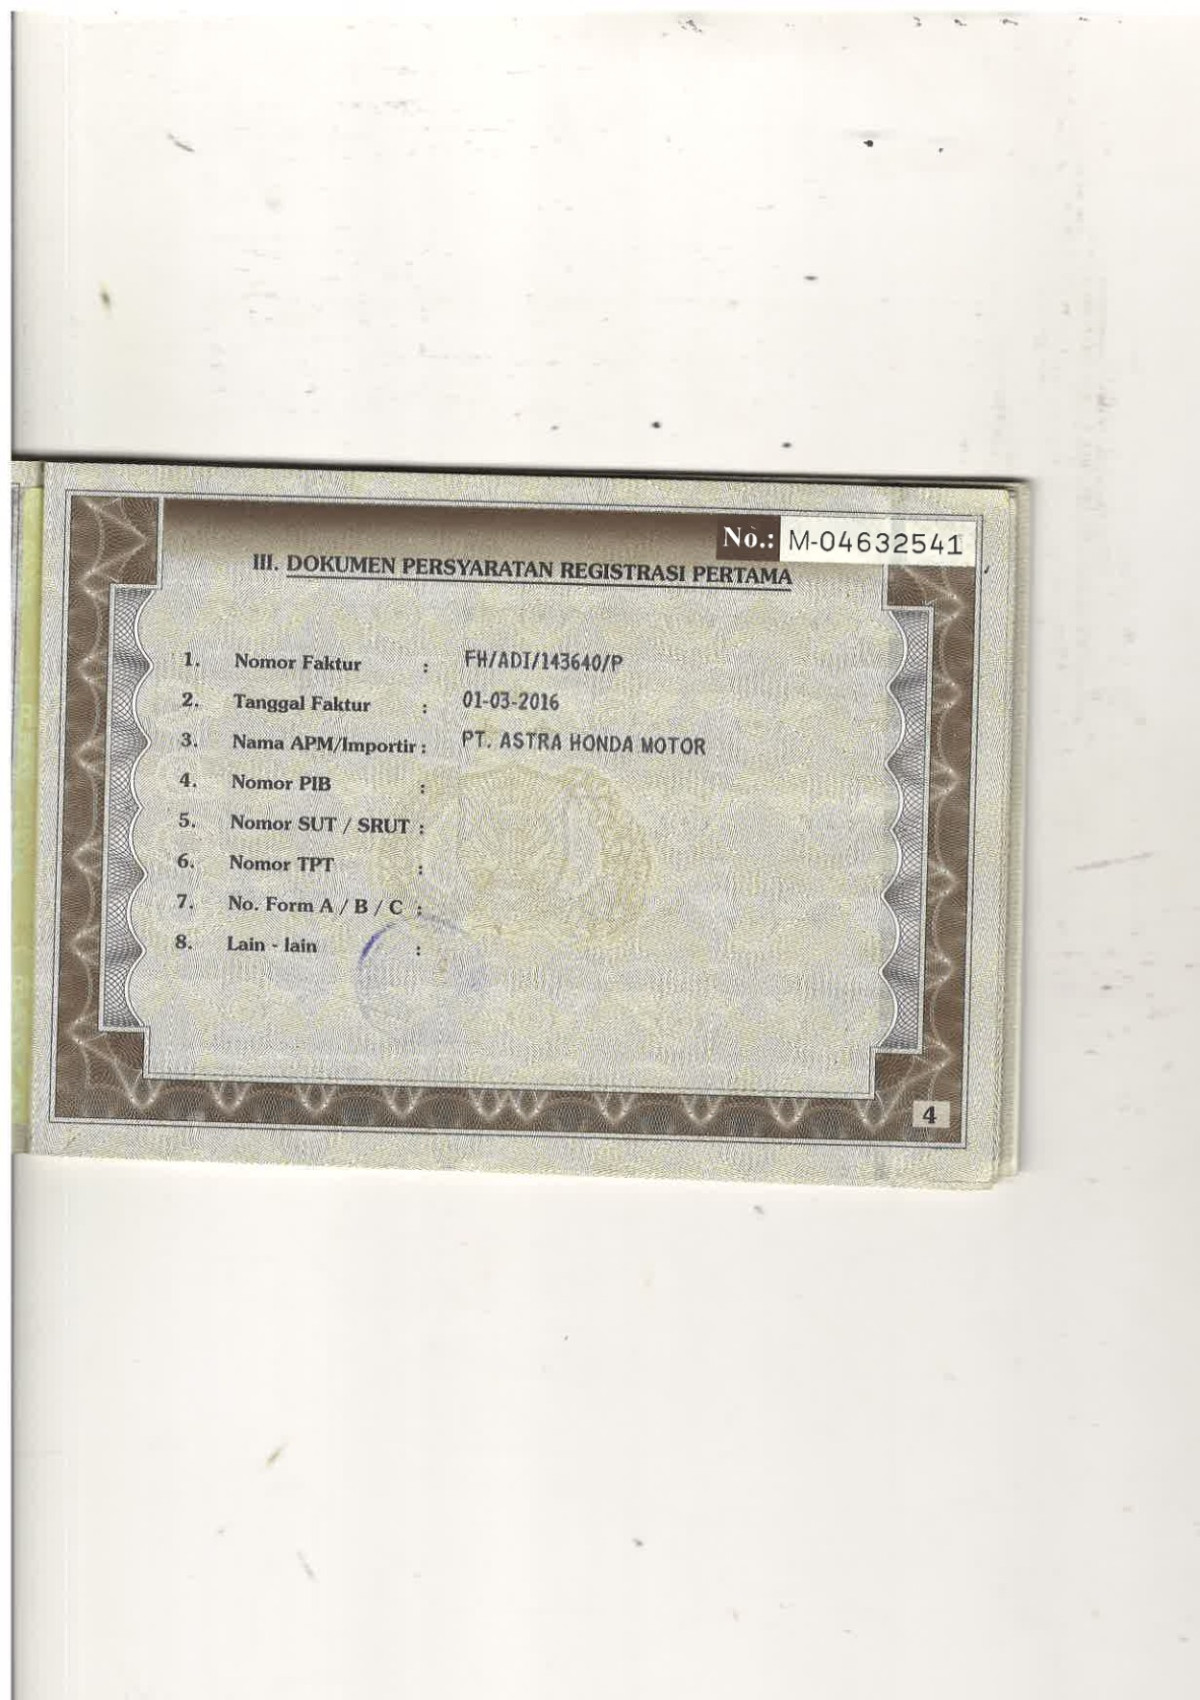 No.: M-04632541
III. DOKUMEN PERSYARATAN REGISTRASI PERTAMA
1. Nomor Faktur : FH/ADI/143640/P
2. Tanggal Faktur : 01-03-2016
3. Nama APM/Importir : PT. ASTRA HONDA MOTOR
4. Nomor PIB :
5. Nomor SUT / SRUT :
6. Nomor TPT :
7. No. Form A / B / C :
8. Lain - lain :
4